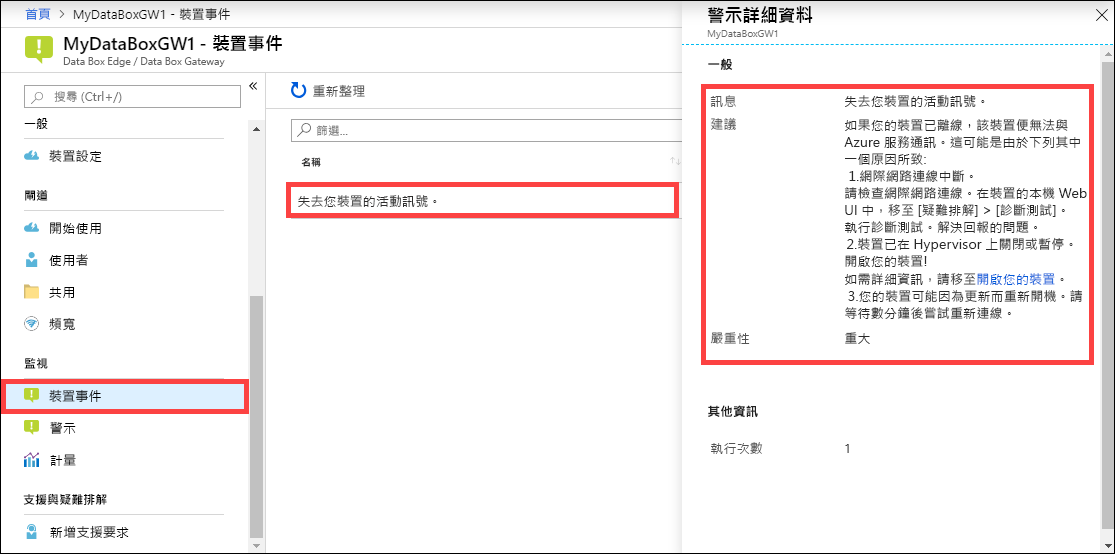 首頁 > MyDataBoxGW1 - 裝置事件
MyDataBoxGW1 - 裝置事件
Data Box Edge / Data Box Gateway
搜尋 (Ctrl+/)
«
一般
裝置設定
閘道
開始使用
使用者
共用
頻寬
監視
裝置事件
警示
計量
支援與疑難排解
新增支援要求
重新整理
篩選...
名稱
失去您裝置的活動訊號。
警示詳細資料
MyDataBoxGW1
一般
訊息 失去您裝置的活動訊號。
建議 如果您的裝置已離線，該裝置便無法與
Azure 服務通訊。這可能是由於下列其中
一個原因所致:
1.網際網路連線中斷。
請檢查網際網路連線。在裝置的本機 Web
UI 中，移至 [疑難排解] > [診斷測試]。
執行診斷測試。解決回報的問題。
2.裝置已在 Hypervisor 上關閉或暫停。
開啟您的裝置!
如需詳細資訊，請移至開啟您的裝置。
3.您的裝置可能因為更新而重新開機。請
等待數分鐘後嘗試重新連線。
嚴重性 重大
其他資訊
執行次數 1